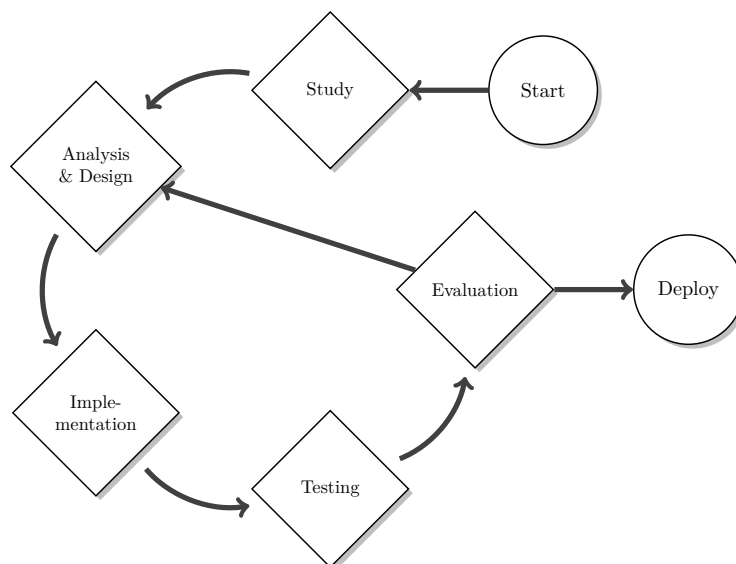 Study
Start
Analysis
& Design
Evaluation
Deploy
Imple-
mentation
Testing